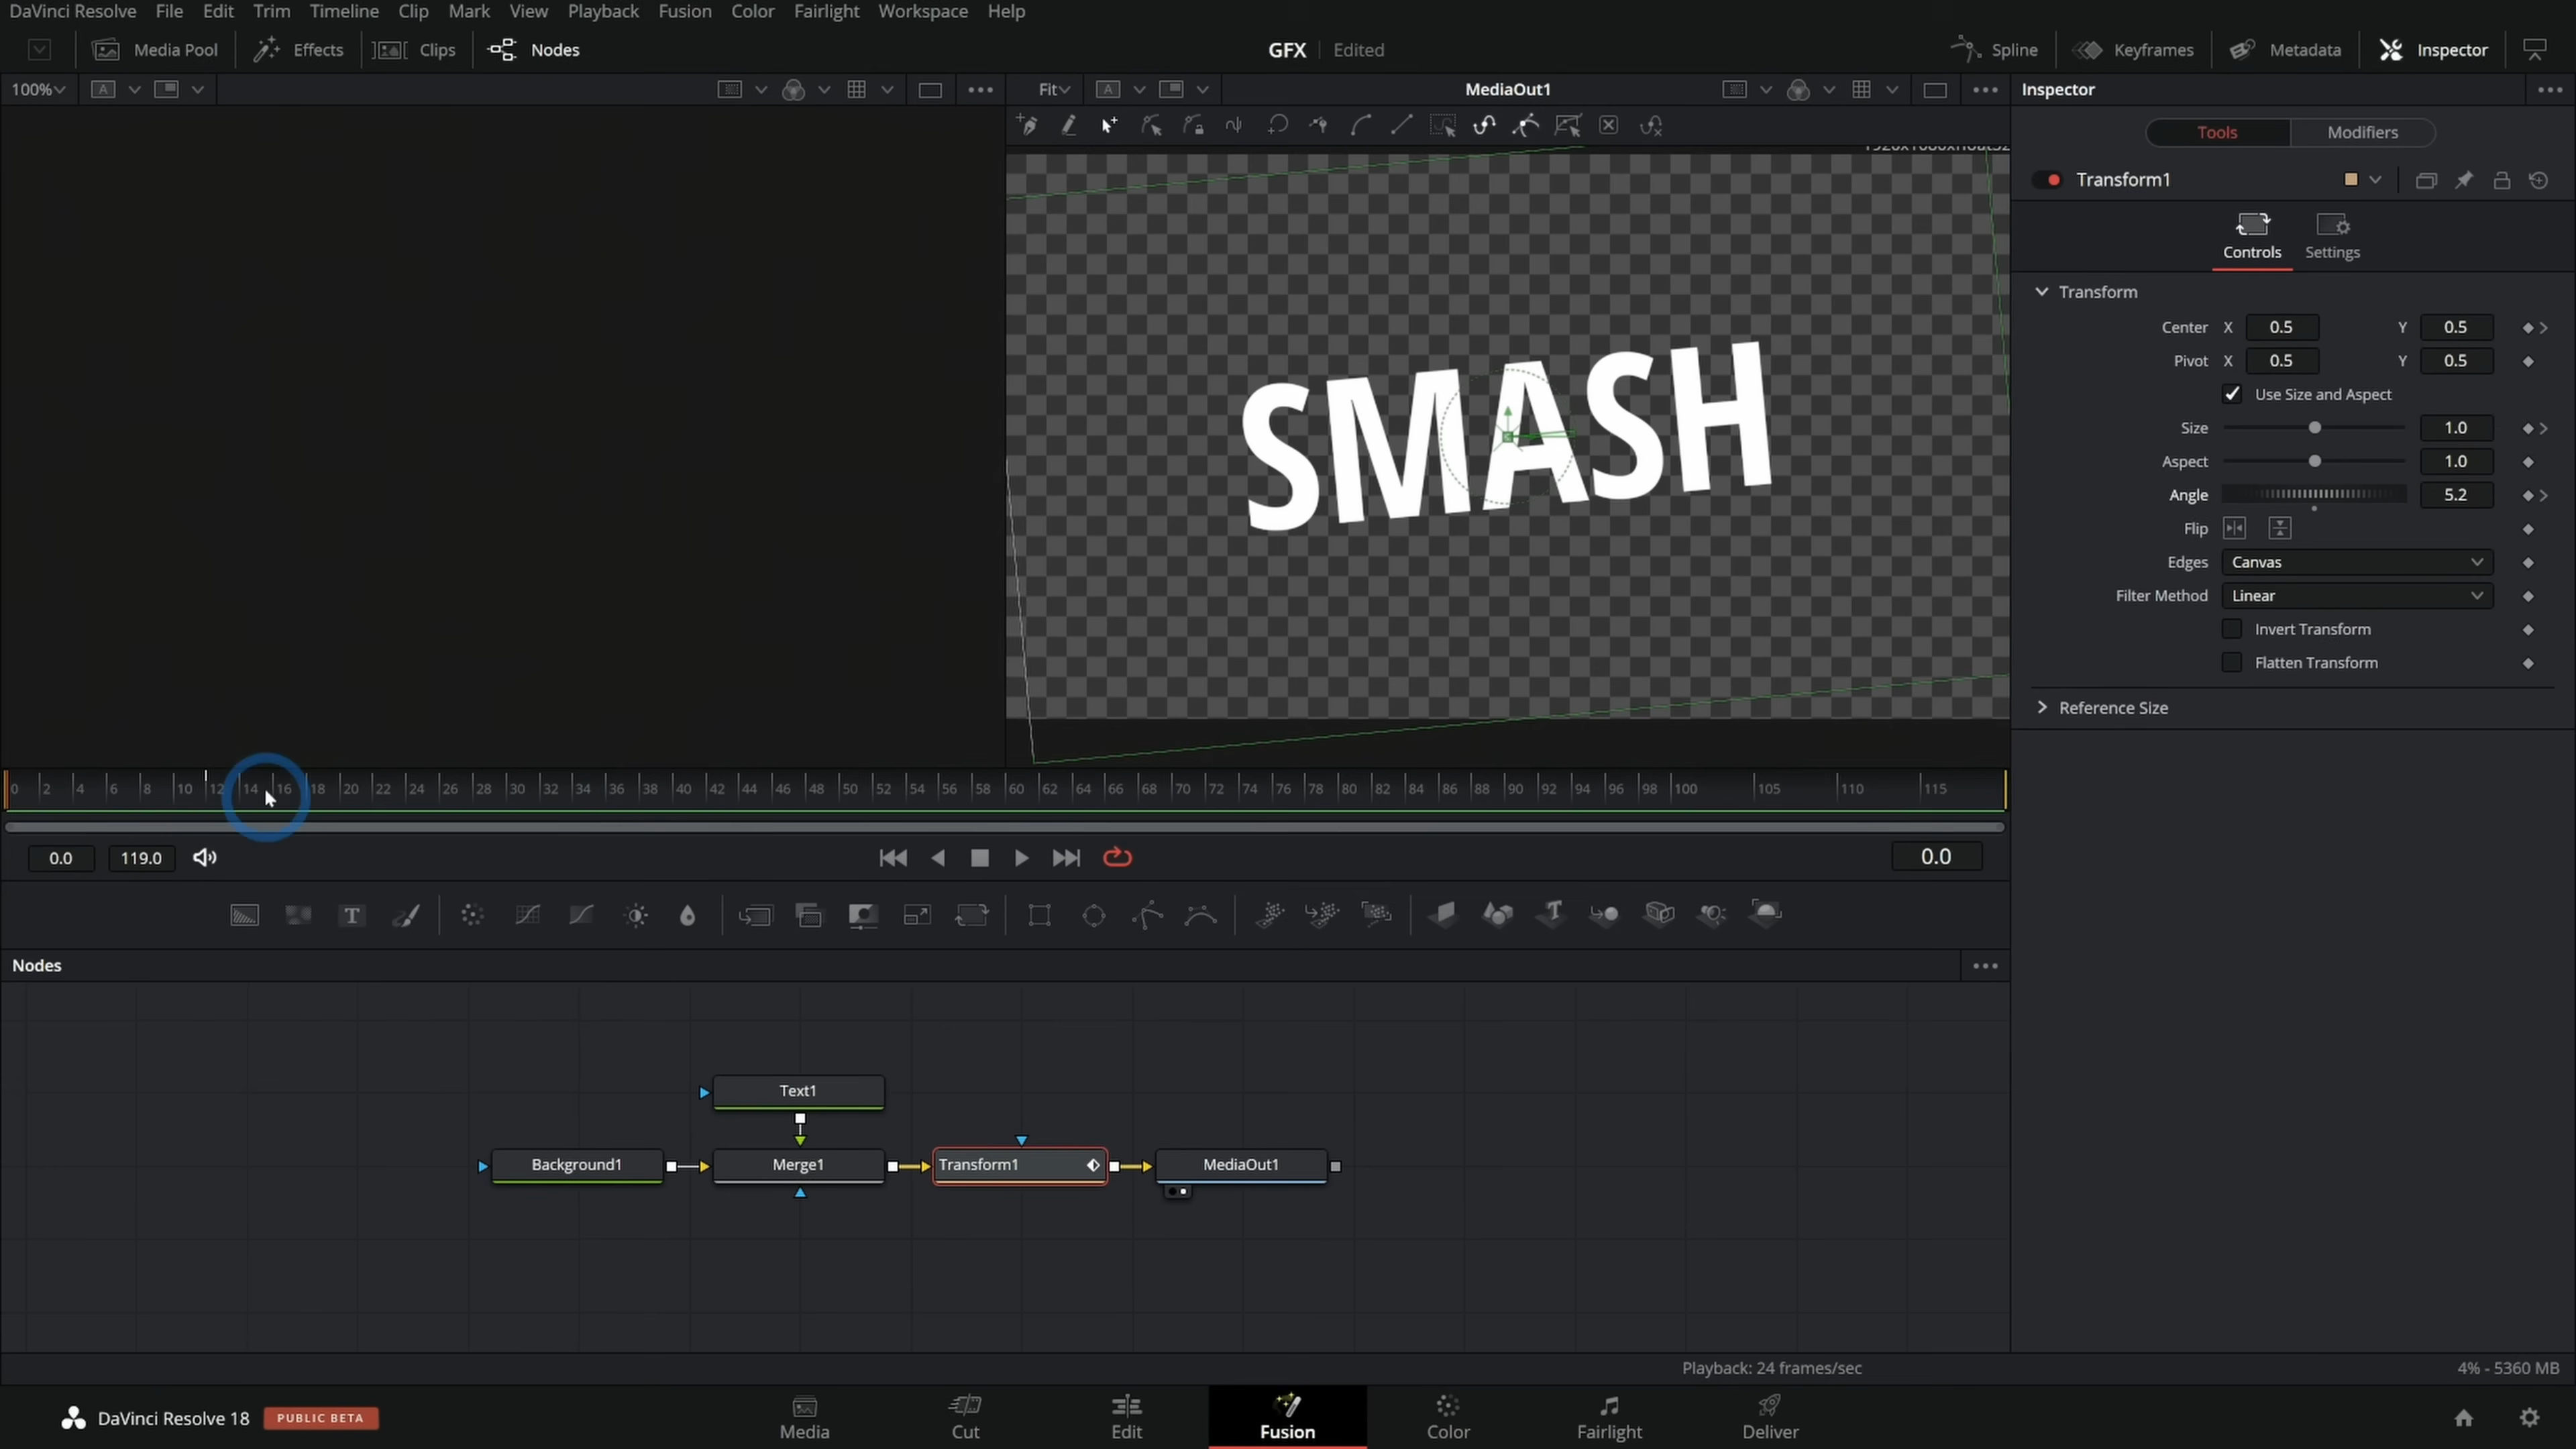 DaVinci Resolve File Edit Trim Timeline Clip Mark View Playback Fusion Color Fairlight Workspace Help
Media Pool Effects Clips Nodes GFX Edited Spline Keyframes Metadata Inspector
100% A Fit A MediaOut1 Inspector
Tools Modifiers
Transform1
Controls Settings
Transform
Center X 0.5 Y 0.5
Pivot X 0.5 Y 0.5
Use Size and Aspect
Size 1.0
Aspect 1.0
Angle 5.2
Flip
Edges Canvas
Filter Method Linear
Invert Transform
Flatten Transform
Reference Size
SMASH
0 2 4 6 8 10 12 14 16 18 20 22 24 26 28 30 32 34 36 38 40 42 44 46 48 50 52 54 56 58 60 62 64 66 68 70 72 74 76 78 80 82 84 86 88 90 92 94 96 98 100 105 110 115
0.0 119.0 0.0
T T
Nodes
Text1
Background1 Merge1 Transform1 MediaOut1
Playback: 24 frames/sec 4% - 5360 MB
DaVinci Resolve 18 PUBLIC BETA
Media Cut Edit Fusion Color Fairlight Deliver